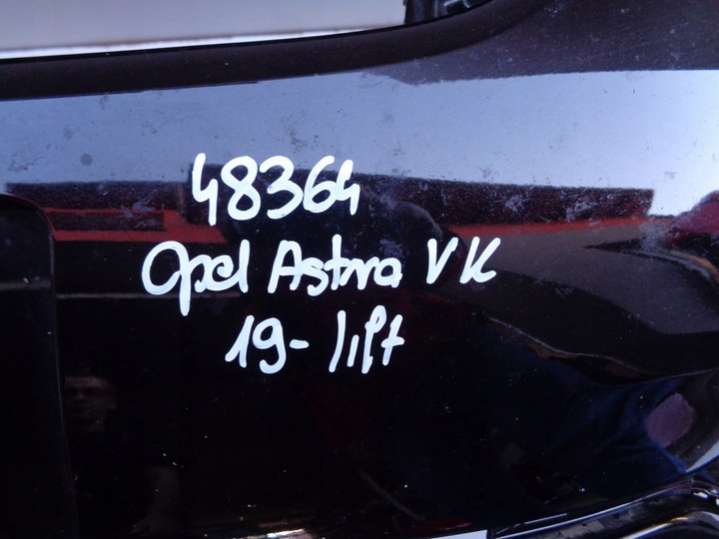 48364
Opel Astra V K
19- lift